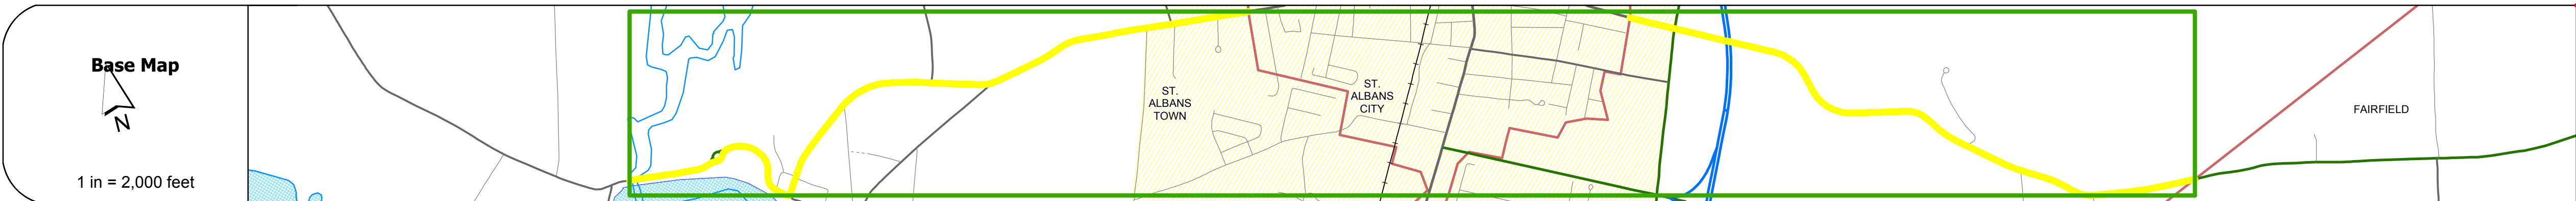 Base Map
N
1 in = 2,000 feet
ST.
ALBANS
TOWN
ST.
ALBANS
CITY
FAIRFIELD